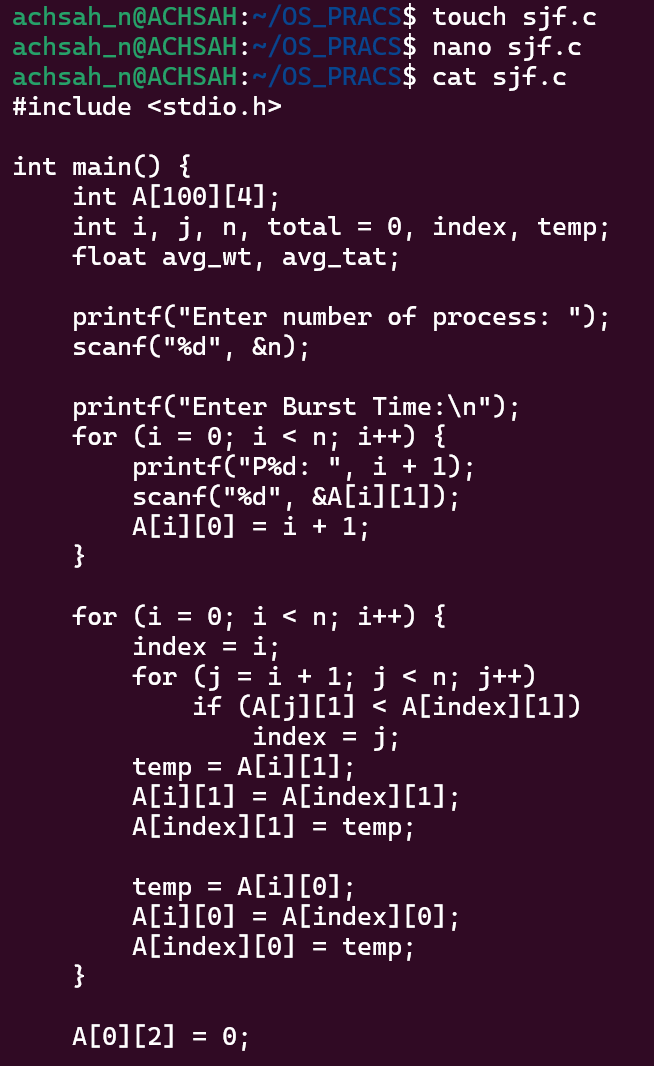 achsah_n@ACHSAH:~/OS_PRACS$ touch sjf.c
achsah_n@ACHSAH:~/OS_PRACS$ nano sjf.c
achsah_n@ACHSAH:~/OS_PRACS$ cat sjf.c
#include <stdio.h>

int main() {
    int A[100][4];
    int i, j, n, total = 0, index, temp;
    float avg_wt, avg_tat;

    printf("Enter number of process: ");
    scanf("%d", &n);

    printf("Enter Burst Time:\n");
    for (i = 0; i < n; i++) {
        printf("P%d: ", i + 1);
        scanf("%d", &A[i][1]);
        A[i][0] = i + 1;
    }

    for (i = 0; i < n; i++) {
        index = i;
        for (j = i + 1; j < n; j++)
            if (A[j][1] < A[index][1])
                index = j;
        temp = A[i][1];
        A[i][1] = A[index][1];
        A[index][1] = temp;

        temp = A[i][0];
        A[i][0] = A[index][0];
        A[index][0] = temp;
    }

    A[0][2] = 0;